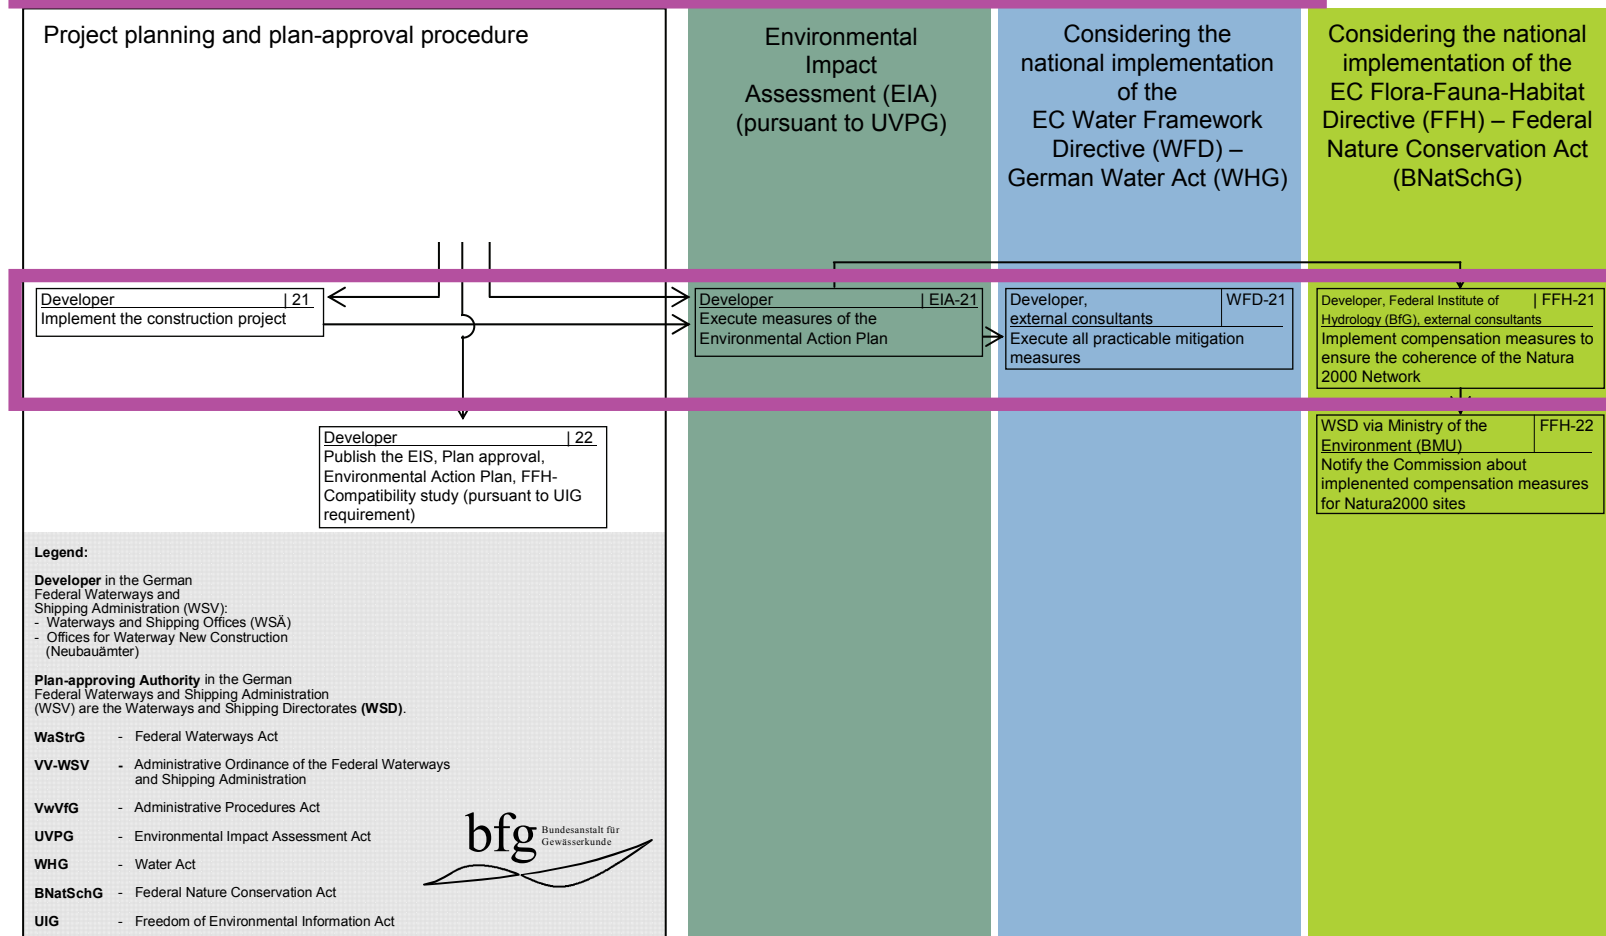 Project planning and plan-approval procedure
Environmental
Impact
Assessment (EIA)
(pursuant to UVPG)
Considering the
national implementation
of the
EC Water Framework
Directive (WFD) –
German Water Act (WHG)
Considering the national
implementation of the
EC Flora-Fauna-Habitat
Directive (FFH) – Federal
Nature Conservation Act
(BNatSchG)
Developer | 21
Implement the construction project
Developer | EIA-21
Execute measures of the
Environmental Action Plan
Developer, WFD-21
external consultants
Execute all practicable mitigation
measures
Developer, Federal Institute of | FFH-21
Hydrology (BfG), external consultants
Implement compensation measures to
ensure the coherence of the Natura
2000 Network
Developer | 22
Publish the EIS, Plan approval,
Environmental Action Plan, FFH-
Compatibility study (pursuant to UIG
requirement)
WSD via Ministry of the FFH-22
Environment (BMU)
Notify the Commission about
implenented compensation measures
for Natura2000 sites
Legend:
Developer in the German
Federal Waterways and
Shipping Administration (WSV):
- Waterways and Shipping Offices (WSÄ)
- Offices for Waterway New Construction
(Neubauämter)
Plan-approving Authority in the German
Federal Waterways and Shipping Administration
(WSV) are the Waterways and Shipping Directorates (WSD).
WaStrG - Federal Waterways Act
VV-WSV - Administrative Ordinance of the Federal Waterways
and Shipping Administration
VwVfG - Administrative Procedures Act
UVPG - Environmental Impact Assessment Act
WHG - Water Act
BNatSchG - Federal Nature Conservation Act
UIG - Freedom of Environmental Information Act
bfg Bundesanstalt für
Gewässerkunde